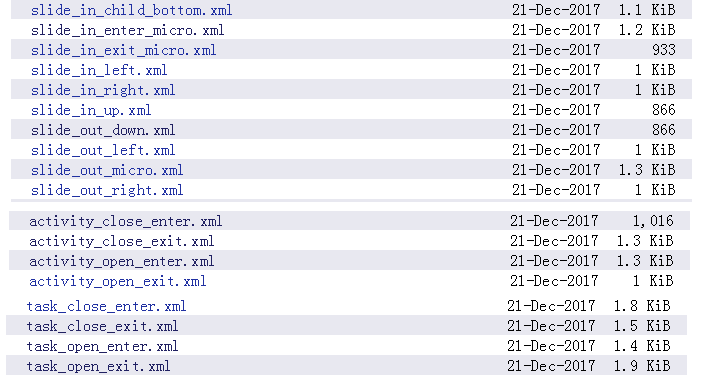 slide_in_child_bottom.xml 21-Dec-2017 1.1 KiB
slide_in_enter_micro.xml 21-Dec-2017 1.2 KiB
slide_in_exit_micro.xml 21-Dec-2017 933
slide_in_left.xml 21-Dec-2017 1 KiB
slide_in_right.xml 21-Dec-2017 1 KiB
slide_in_up.xml 21-Dec-2017 866
slide_out_down.xml 21-Dec-2017 866
slide_out_left.xml 21-Dec-2017 1 KiB
slide_out_micro.xml 21-Dec-2017 1.3 KiB
slide_out_right.xml 21-Dec-2017 1 KiB
activity_close_enter.xml 21-Dec-2017 1,016
activity_close_exit.xml 21-Dec-2017 1.3 KiB
activity_open_enter.xml 21-Dec-2017 1.3 KiB
activity_open_exit.xml 21-Dec-2017 1 KiB
task_close_enter.xml 21-Dec-2017 1.8 KiB
task_close_exit.xml 21-Dec-2017 1.5 KiB
task_open_enter.xml 21-Dec-2017 1.4 KiB
task_open_exit.xml 21-Dec-2017 1.9 KiB